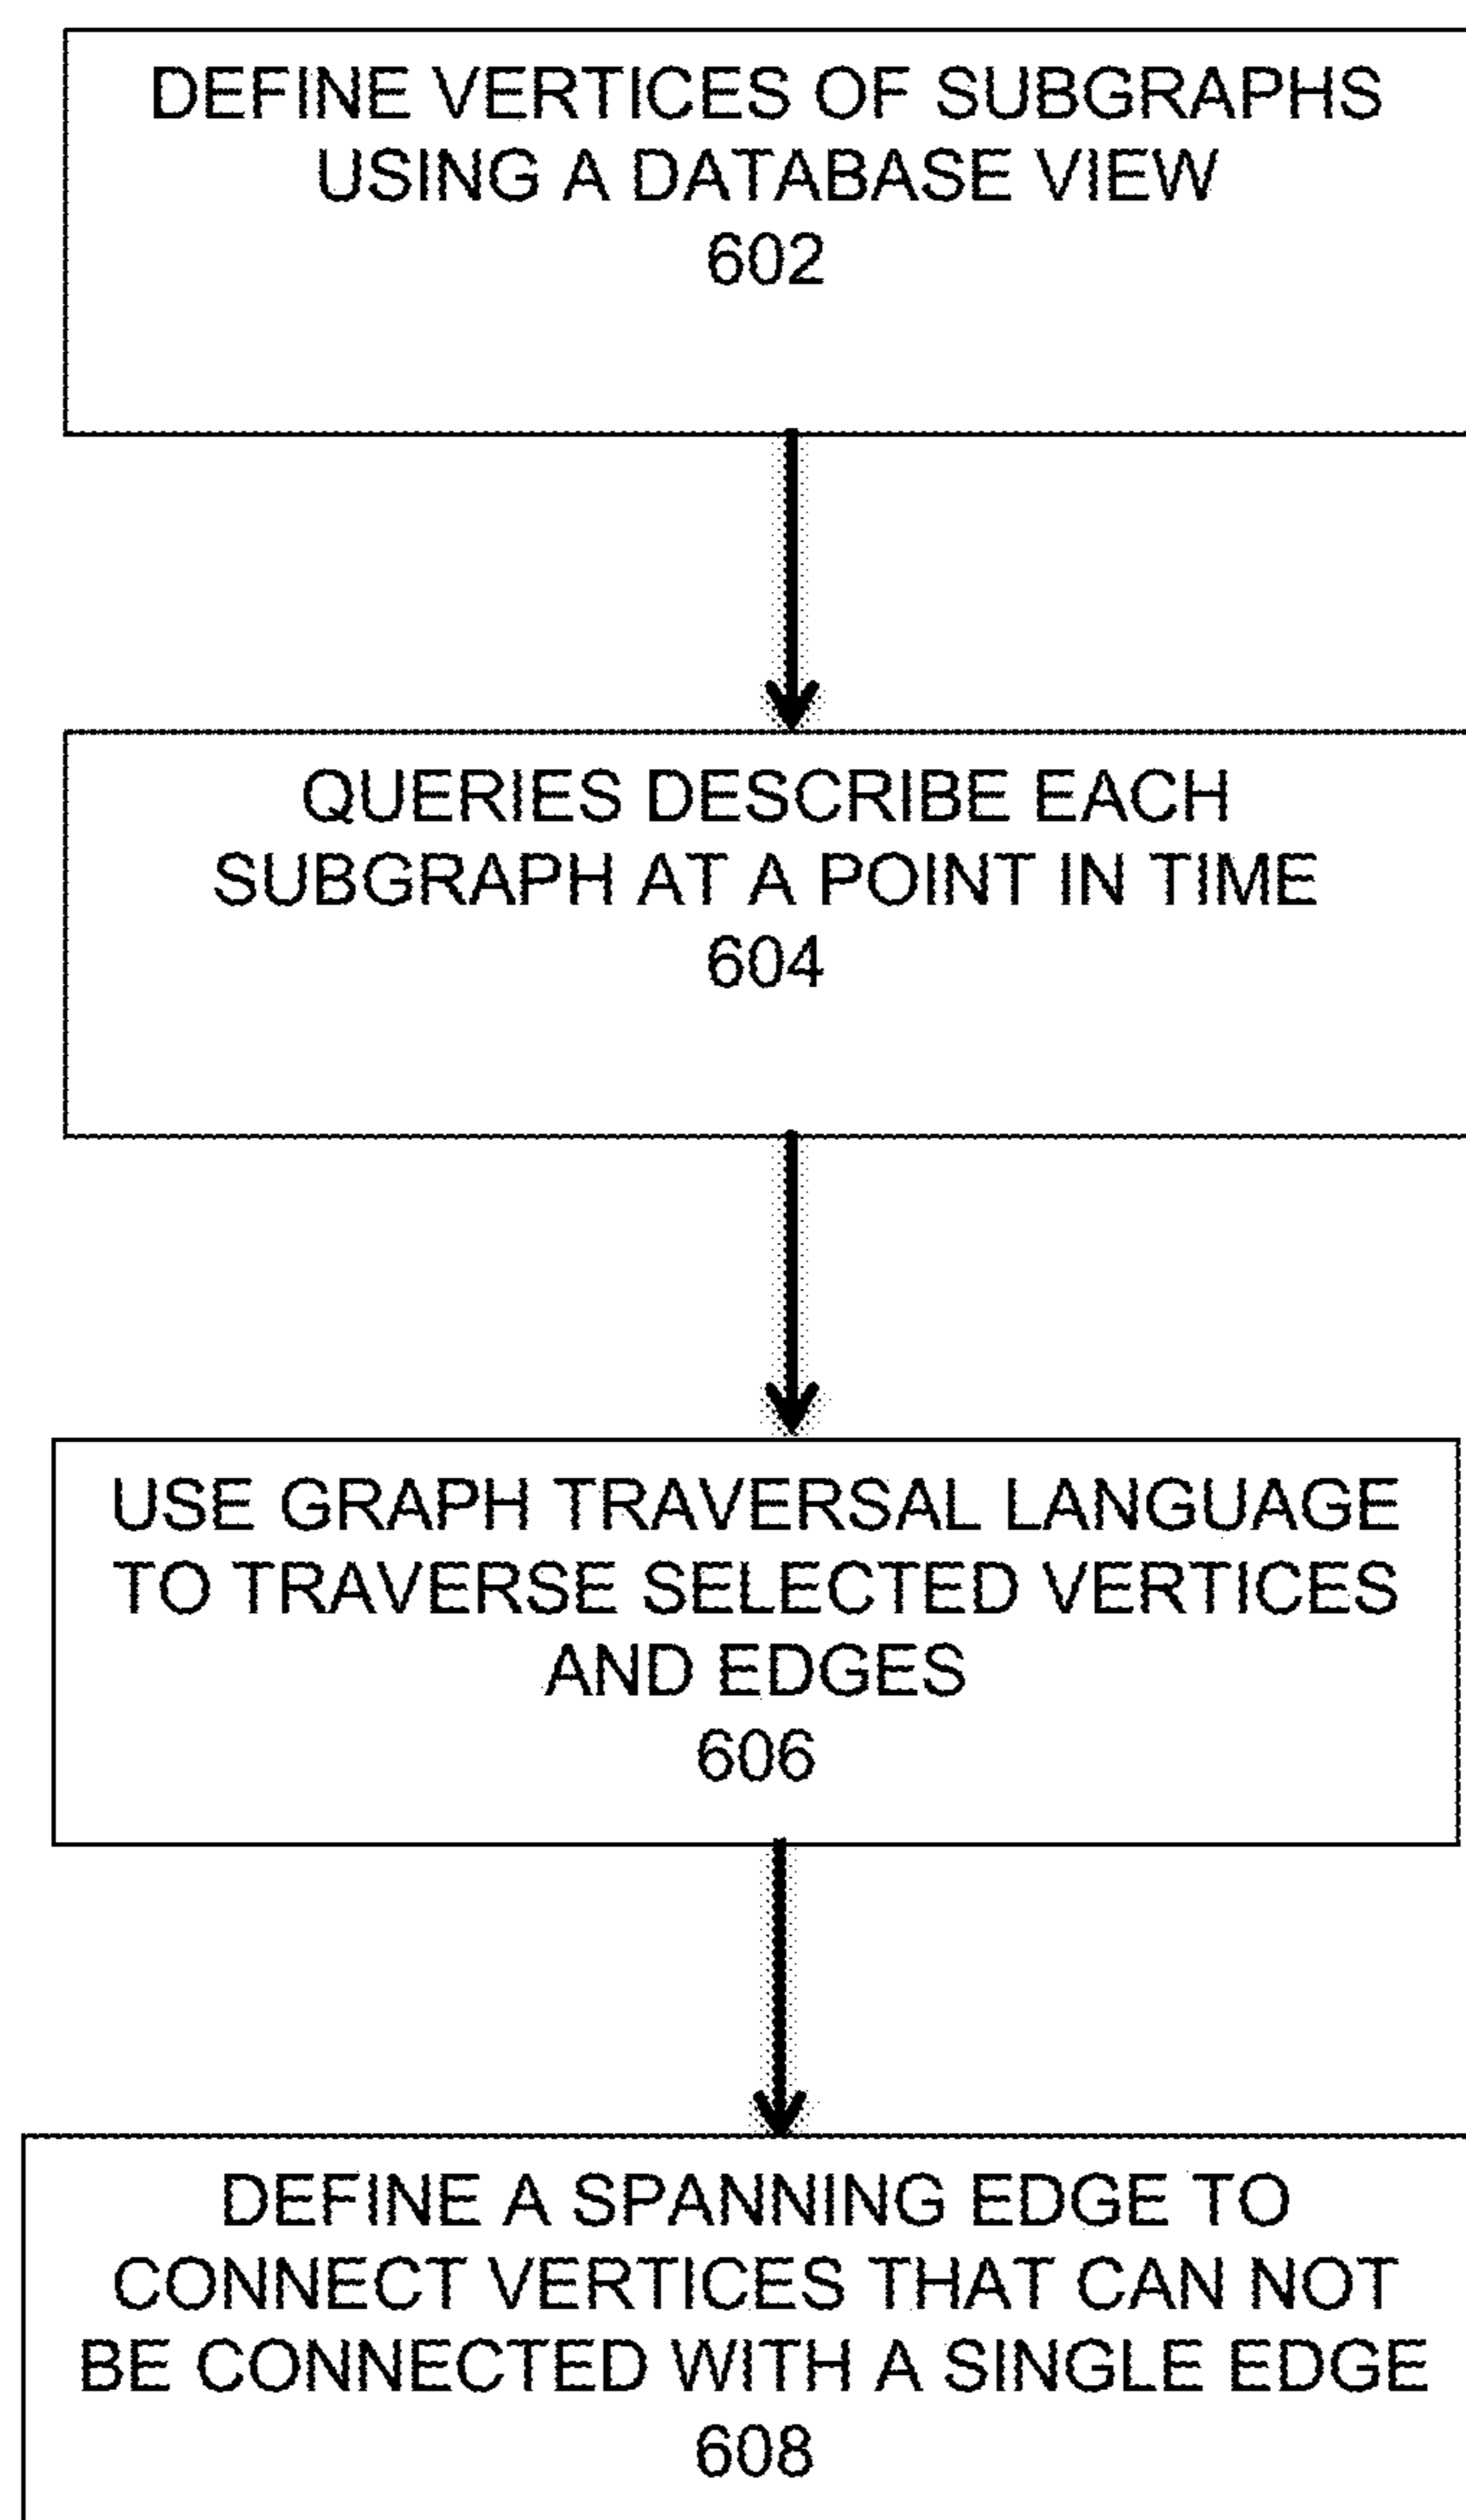 DEFINE VERTICES OF SUBGRAPHS
USING A DATABASE VIEW
602
QUERIES DESCRIBE EACH
SUBGRAPH AT A POINT IN TIME
604
USE GRAPH TRAVERSAL LANGUAGE
TO TRAVERSE SELECTED VERTICES
AND EDGES
606
DEFINE A SPANNING EDGE TO
CONNECT VERTICES THAT CAN NOT
BE CONNECTED WITH A SINGLE EDGE
608